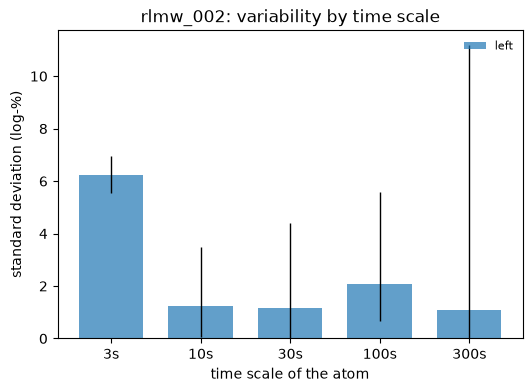 rlmw_002: variability by time scale
left
standard deviation (log-%)
10
8
6
4
2
0
3s 10s 30s 100s 300s
time scale of the atom